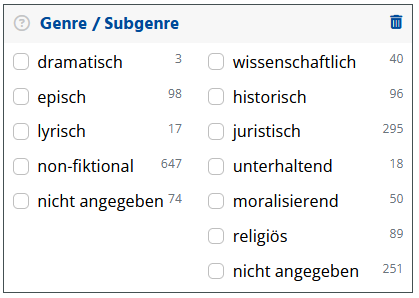 Genre / Subgenre
dramatisch 3
episch 98
lyrisch 17
non-fiktional 647
nicht angegeben 74
wissenschaftlich 40
historisch 96
juristisch 295
unterhaltend 18
moralisierend 50
religiös 89
nicht angegeben 251